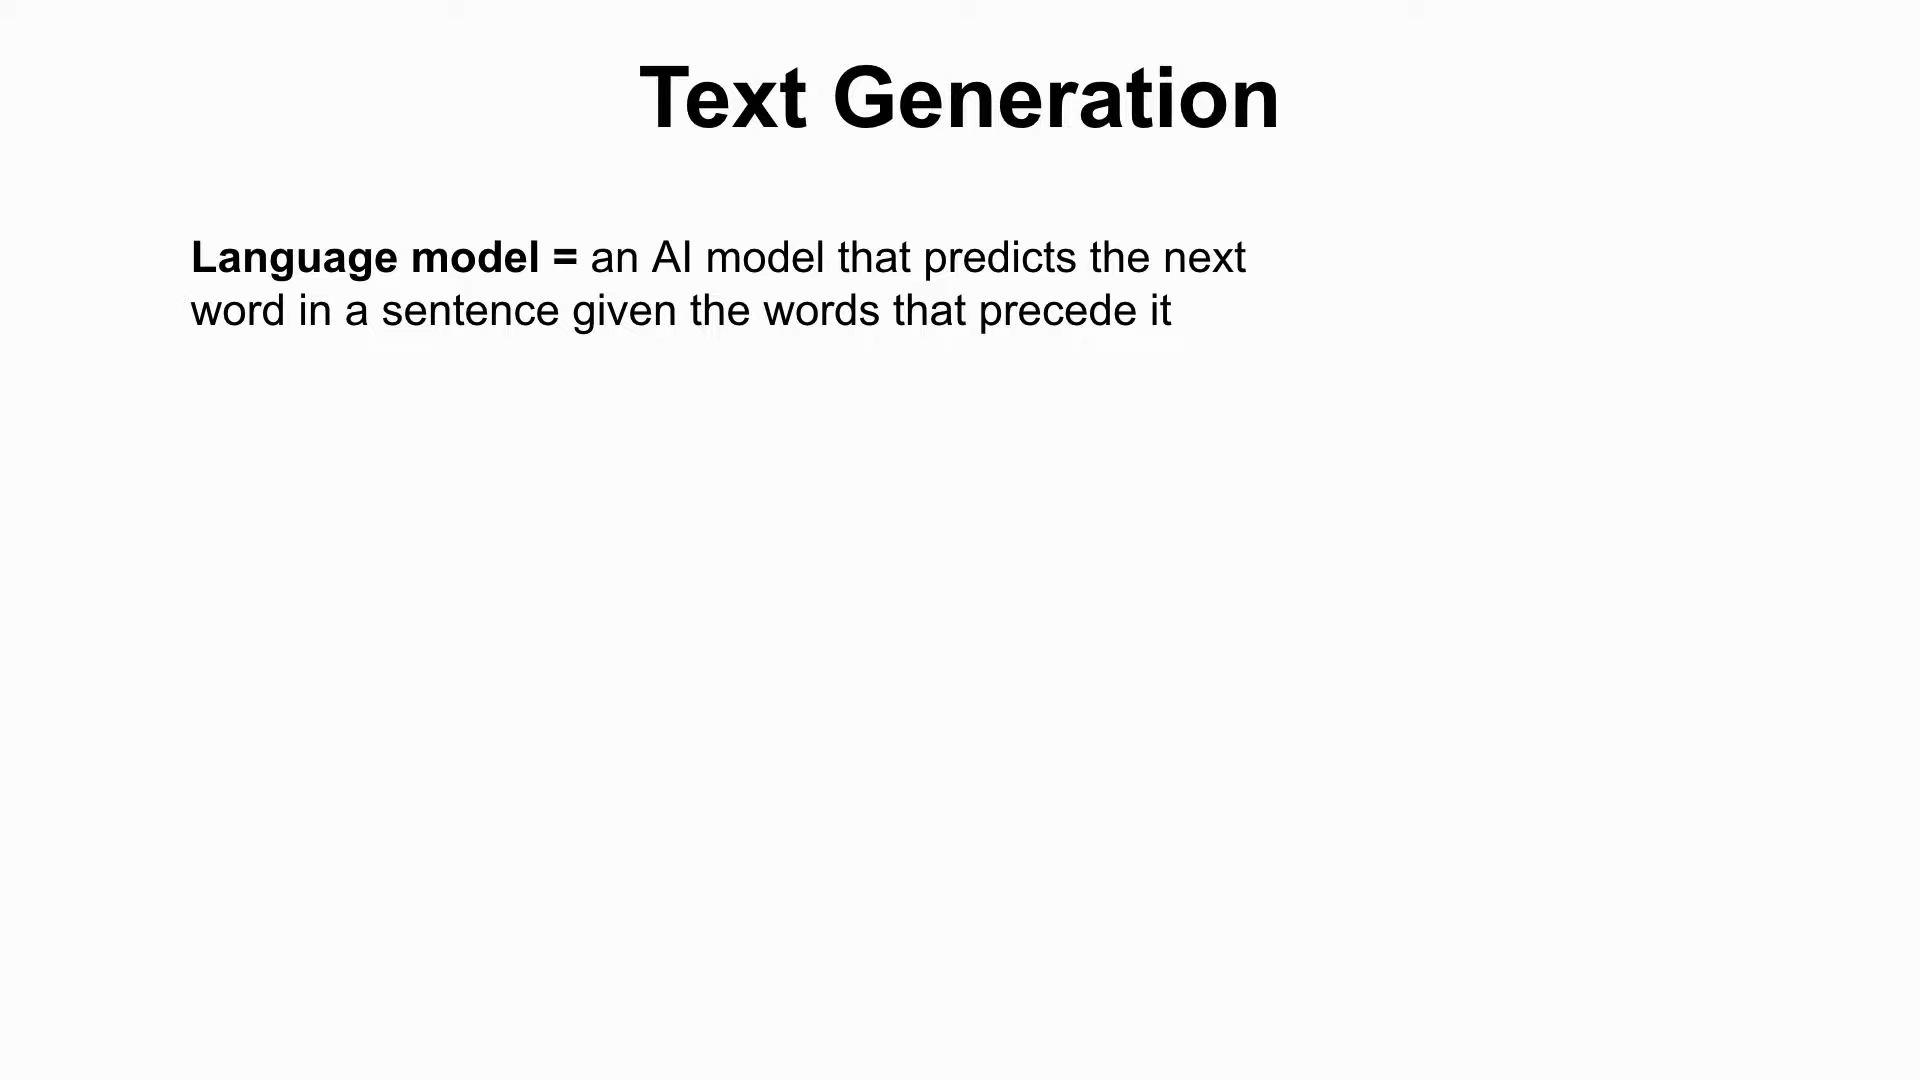 Text Generation
Language model = an AI model that predicts the next
word in a sentence given the words that precede it